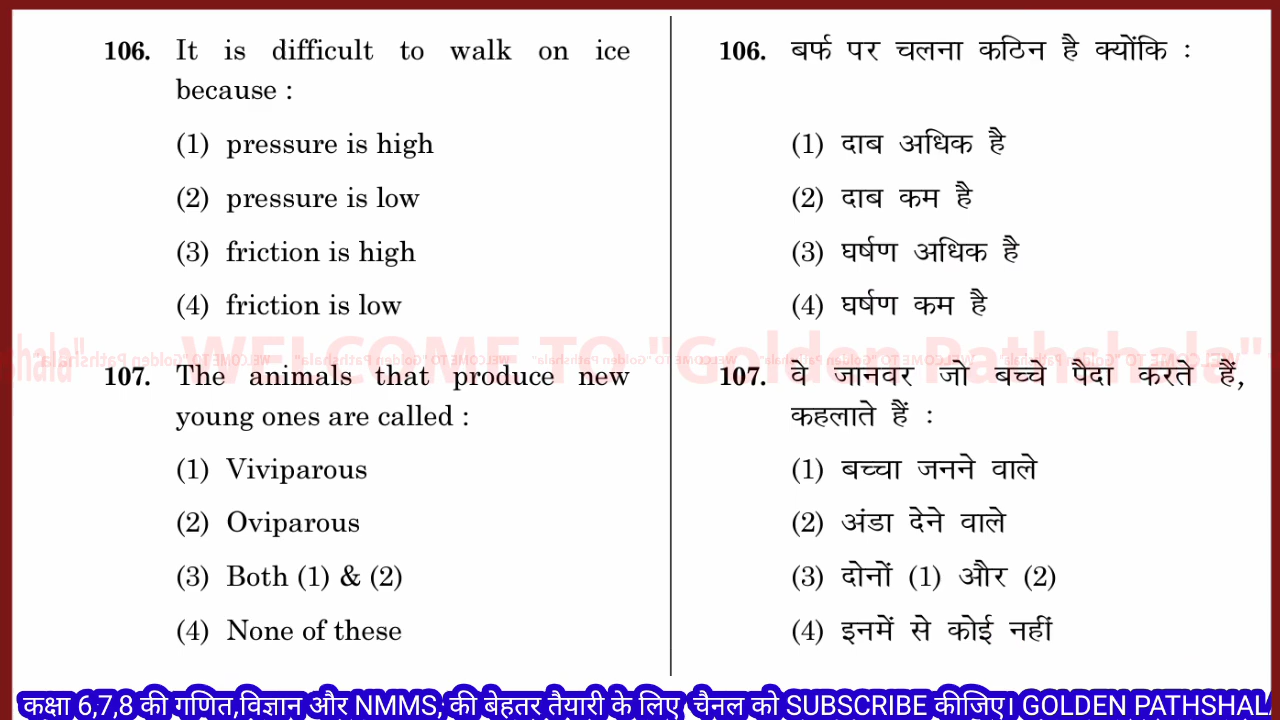 106. It is difficult to walk on ice
because :
(1) pressure is high
(2) pressure is low
(3) friction is high
(4) friction is low
107. The animals that produce new
young ones are called :
(1) Viviparous
(2) Oviparous
(3) Both (1) & (2)
(4) None of these
106. बर्फ पर चलना कठिन है क्योंकि :
(1) दाब अधिक है
(2) दाब कम है
(3) घर्षण अधिक है
(4) घर्षण कम है
107. वे जानवर जो बच्चे पैदा करते हैं,
कहलाते हैं :
(1) बच्चा जनने वाले
(2) अंडा देने वाले
(3) दोनों (1) और (2)
(4) इनमें से कोई नहीं
WELCOME TO "Golden Pathshala"
कक्षा 6,7,8 की गणित,विज्ञान और NMMS, की बेहतर तैयारी के लिए चैनल को SUBSCRIBE कीजिए। GOLDEN PATHSHAL